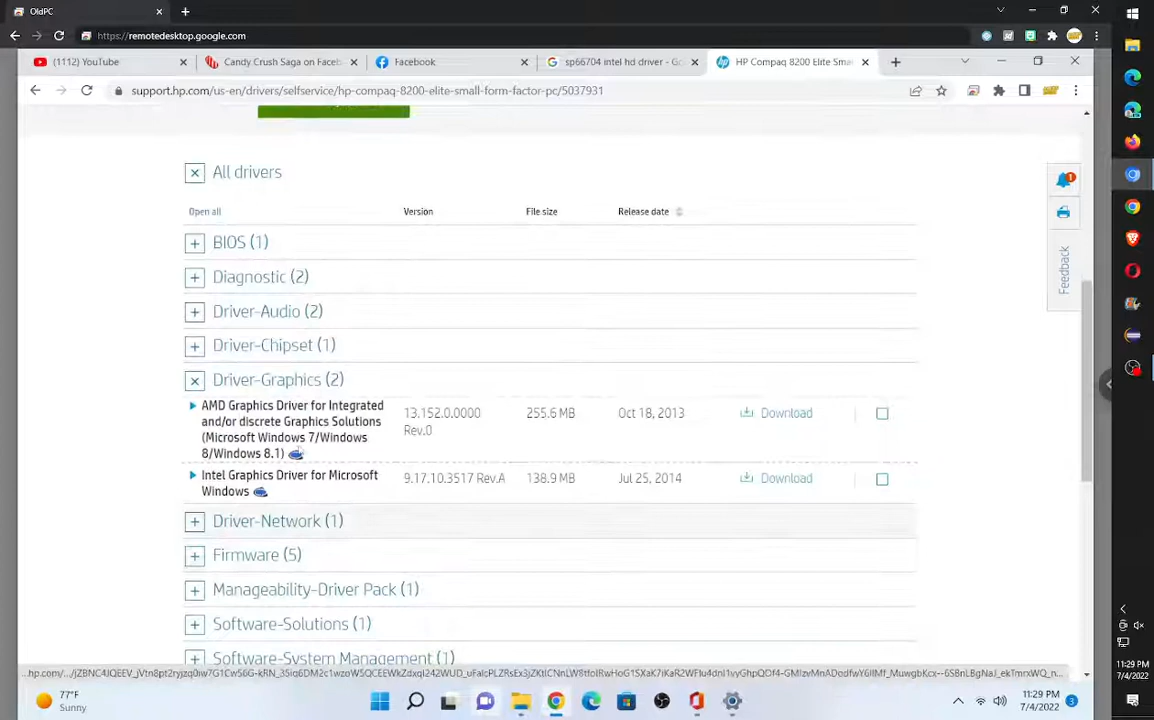 OldPC
https://remotedesktop.google.com
(1112) YouTube
Candy Crush Saga on Faceb
Facebook
sp66704 intel hd driver - Go
HP Compaq 8200 Elite Sma
support.hp.com/us-en/drivers/selfservice/hp-compaq-8200-elite-small-form-factor-pc/5037931
All drivers
Open all Version File size Release date
BIOS (1)
Diagnostic (2)
Driver-Audio (2)
Driver-Chipset (1)
Driver-Graphics (2)
AMD Graphics Driver for Integrated
and/or discrete Graphics Solutions
(Microsoft Windows 7/Windows
8/Windows 8.1)
13.152.0.0000
Rev.0
255.6 MB
Oct 18, 2013
Download
Intel Graphics Driver for Microsoft
Windows
9.17.10.3517 Rev.A
138.9 MB
Jul 25, 2014
Download
Driver-Network (1)
Firmware (5)
Manageability-Driver Pack (1)
Software-Solutions (1)
Software-System Management (1)
1
Feedback
77°F
Sunny
11:29 PM
7/4/2022
3
11:29 PM
7/4/2022